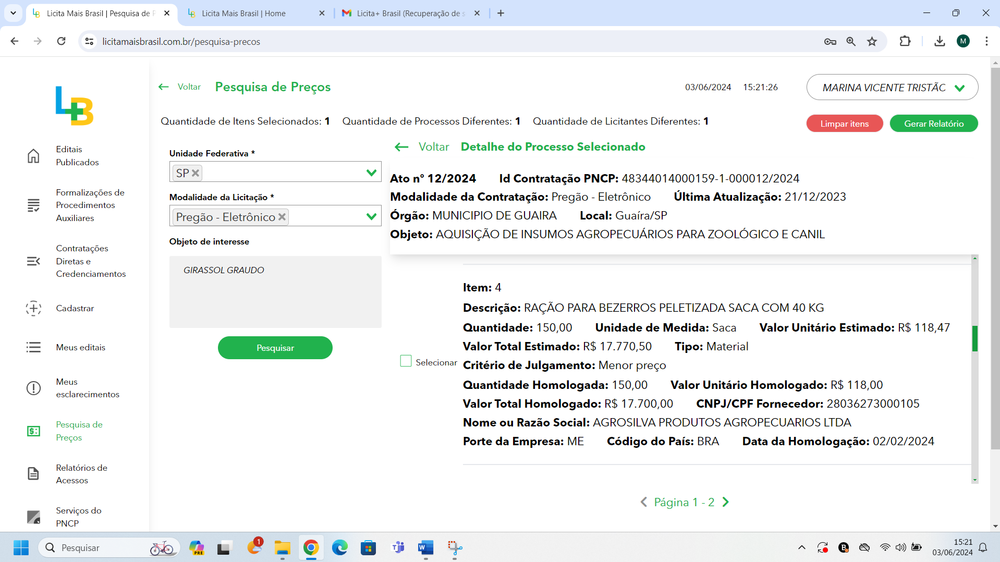 Licita Mais Brasil | Pesquisa de P
Licita Mais Brasil | Home
Licita+ Brasil (Recuperação de s
licitamaisbrasil.com.br/pesquisa-precos
M
Voltar
Pesquisa de Preços
03/06/2024 15:21:26
MARINA VICENTE TRISTÃO
Quantidade de Itens Selecionados: 1 Quantidade de Processos Diferentes: 1 Quantidade de Licitantes Diferentes: 1
Limpar itens
Gerar Relatório
Editais
Publicados
Formalizações de
Procedimentos
Auxiliares
Contratações
Diretas e
Credenciamentos
Cadastrar
Meus editais
Meus
esclarecimentos
Pesquisa de
Preços
Relatórios de
Acessos
Serviços do
PNCP
Unidade Federativa *
SP
Modalidade da Licitação *
Pregão - Eletrônico
Objeto de interesse
GIRASSOL GRAUDO
Pesquisar
Voltar Detalhe do Processo Selecionado
Ato n° 12/2024 Id Contratação PNCP: 48344014000159-1-000012/2024
Modalidade da Contratação: Pregão - Eletrônico Última Atualização: 21/12/2023
Órgão: MUNICIPIO DE GUAIRA Local: Guaíra/SP
Objeto: AQUISIÇÃO DE INSUMOS AGROPECUÁRIOS PARA ZOOLÓGICO E CANIL
Selecionar
Item: 4
Descrição: RAÇÃO PARA BEZERROS PELETIZADA SACA COM 40 KG
Quantidade: 150,00 Unidade de Medida: Saca Valor Unitário Estimado: R$ 118,47
Valor Total Estimado: R$ 17.770,50 Tipo: Material
Critério de Julgamento: Menor preço
Quantidade Homologada: 150,00 Valor Unitário Homologado: R$ 118,00
Valor Total Homologado: R$ 17.700,00 CNPJ/CPF Fornecedor: 28036273000105
Nome ou Razão Social: AGROSILVA PRODUTOS AGROPECUARIOS LTDA
Porte da Empresa: ME Código do País: BRA Data da Homologação: 02/02/2024
Página 1 - 2
Pesquisar
PRE
1
15:21
03/06/2024